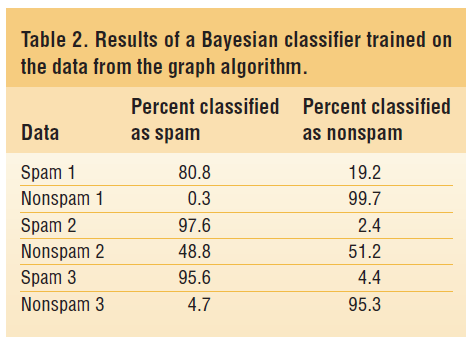 Table 2. Results of a Bayesian classifier trained on
the data from the graph algorithm.
Data Percent classified as spam Percent classified as nonspam
Spam 1 80.8 19.2
Nonspam 1 0.3 99.7
Spam 2 97.6 2.4
Nonspam 2 48.8 51.2
Spam 3 95.6 4.4
Nonspam 3 4.7 95.3